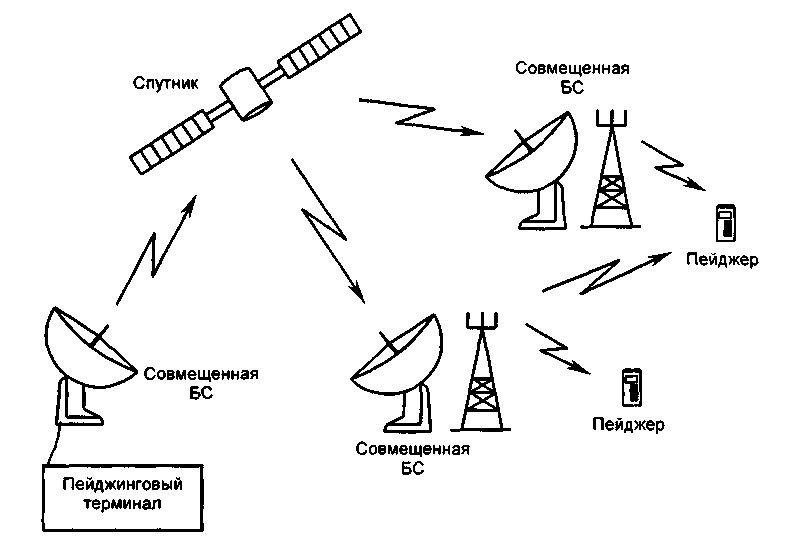 Спутник
Совмещенная
БС
Пейджер
Совмещенная
БС
Пейджер
Совмещенная
БС
Пейджинговый
терминал